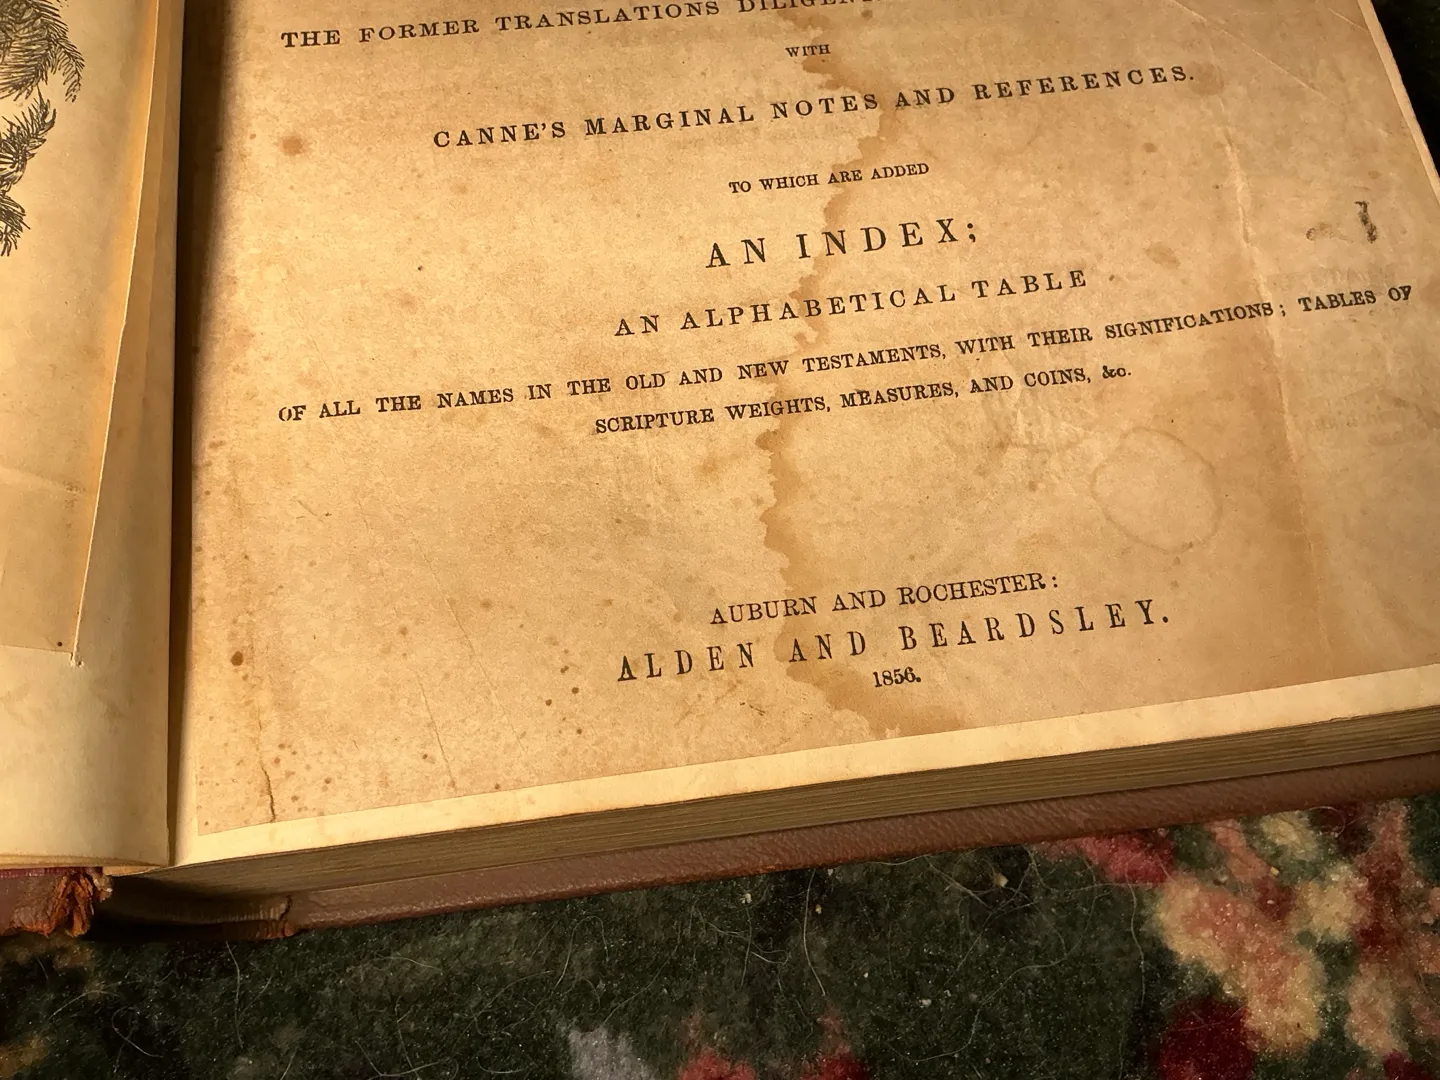 THE FORMER TRANSLATIONS
WITH
CANNE'S MARGINAL NOTES AND REFERENCES.
TO WHICH ARE ADDED
AN INDEX;
AN ALPHABETICAL TABLE
OF ALL THE NAMES IN THE OLD AND NEW TESTAMENTS, WITH THEIR SIGNIFICATIONS; TABLES OF
SCRIPTURE WEIGHTS, MEASURES, AND COINS, &c.
AUBURN AND ROCHESTER:
ALDEN AND BEARDSLEY.
1856.